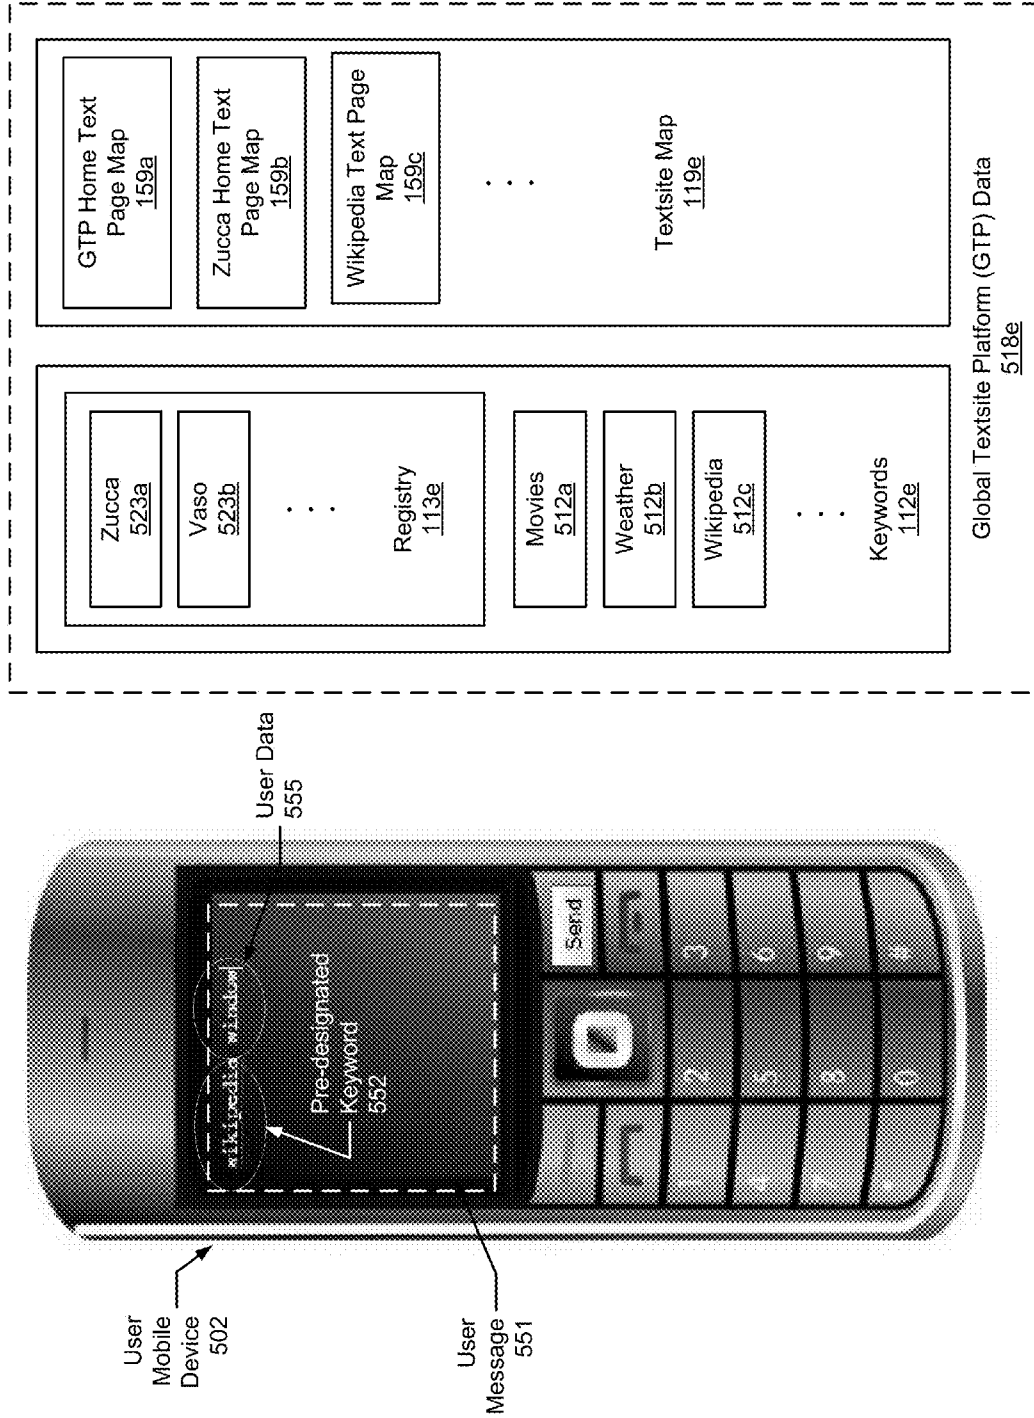 User
Mobile
Device
502
User
Message
551
User Data
555
wikipedia window
Pre-designated
Keyword
552
Send
1
2
3
4
5
6
7
8
9
*
0
#
Zucca
523a
Vaso
523b
. . .
Registry
113e
Movies
512a
Weather
512b
Wikipedia
512c
. . .
Keywords
112e
GTP Home Text
Page Map
159a
Zucca Home Text
Page Map
159b
Wikipedia Text Page
Map
159c
. . .
Textsite Map
119e
Global Textsite Platform (GTP) Data
518e